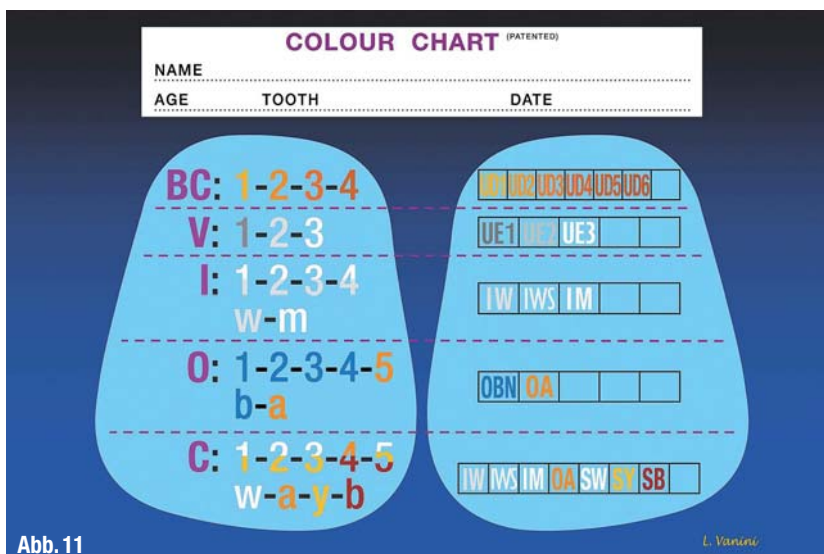 COLOUR CHART (PATENTED)
NAME
AGE TOOTH DATE
BC: 1-2-3-4
V: 1-2-3
I: 1-2-3-4
w-m
O: 1-2-3-4-5
b-a
C: 1-2-3-4-5
w-a-y-b
UD1 UD2 UD3 UD4 UD5 UD6
UE1 UE2 UE3
IW IWS IM
OBN OA
IW IWS IM OA SW SY SB
Abb. 11
L. Vanini